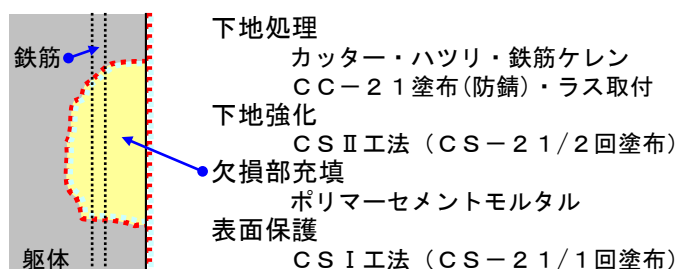 下地処理
鉄筋
カッター・ハツリ・鉄筋ケレン
ＣＣ－２１塗布(防錆)・ラス取付
下地強化
ＣＳⅡ工法（ＣＳ－２１/２回塗布）
欠損部充填
ポリマーセメントモルタル
表面保護
躯体
ＣＳⅠ工法（ＣＳ－２１/１回塗布）